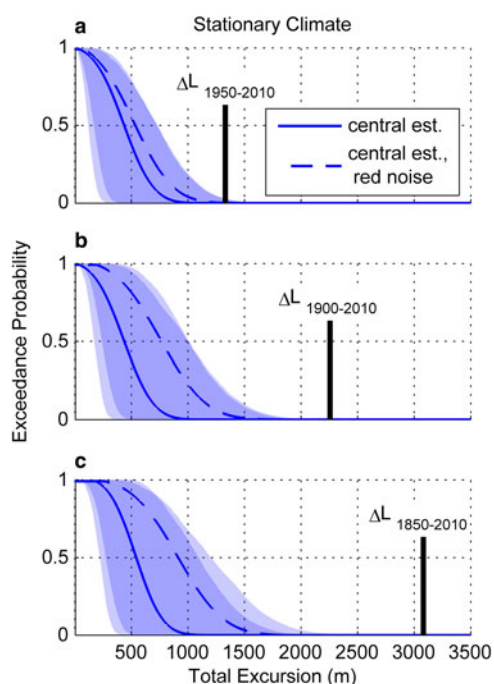 Stationary Climate
a
1
0.5
0
ΔL 1950-2010
central est.
central est.,
red noise
b
1
0.5
0
ΔL 1900-2010
Exceedance Probability
c
1
0.5
0
ΔL 1850-2010
500 1000 1500 2000 2500 3000 3500
Total Excursion (m)